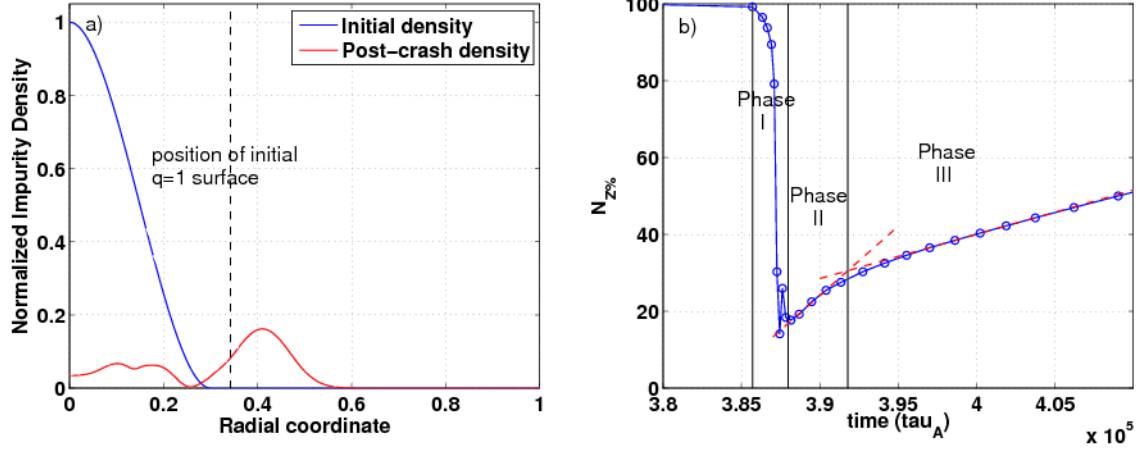 a)
Initial density
Post-crash density
position of initial
q=1 surface
Normalized Impurity Density
1
0.8
0.6
0.4
0.2
0
0
0.2
0.4
0.6
0.8
1
Radial coordinate
b)
Phase
I
Phase
II
Phase
III
N_Z%
100
80
60
40
20
0
3.8
3.85
3.9
3.95
4
4.05
time (tau_A)
x 10^5